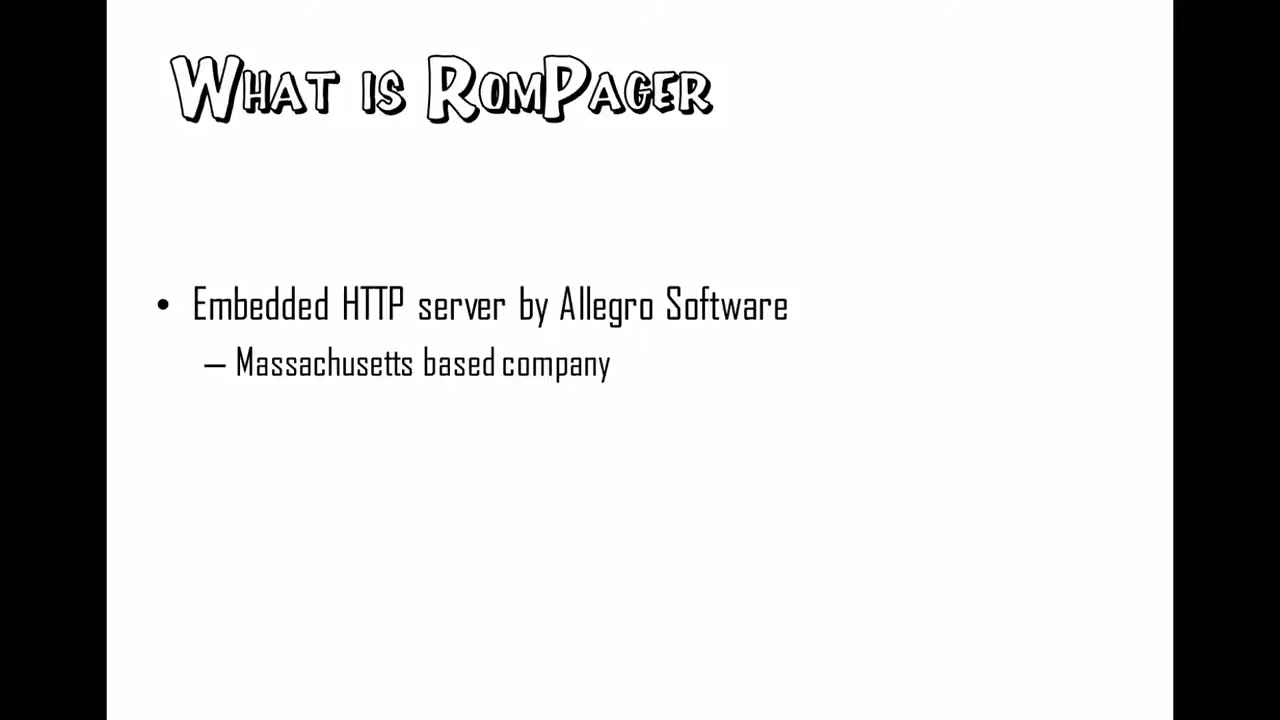 What is RomPager
• Embedded HTTP server by Allegro Software
– Massachusetts based company